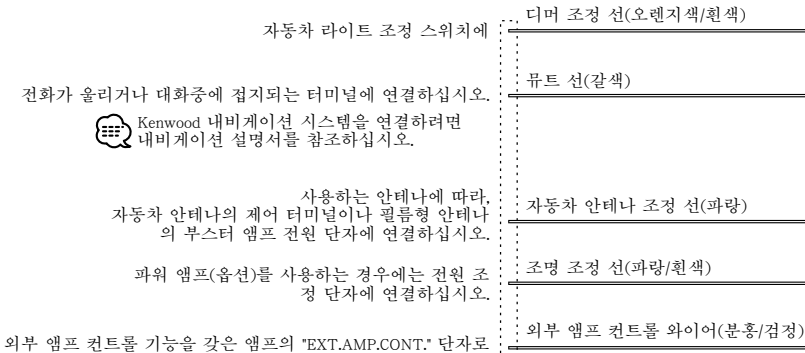 디머 조정 선(오렌지색/흰색)
자동차 라이트 조정 스위치에
뮤트 선(갈색)
전화가 울리거나 대화중에 접지되는 터미널에 연결하십시오.
Kenwood 내비게이션 시스템을 연결하려면
내비게이션 설명서를 참조하십시오.
사용하는 안테나에 따라,
자동차 안테나의 제어 터미널이나 필름형 안테나
의 부스터 앰프 전원 단자에 연결하십시오.
자동차 안테나 조정 선(파랑)
파워 앰프(옵션)를 사용하는 경우에는 전원 조
정 단자에 연결하십시오.
조명 조정 선(파랑/흰색)
외부 앰프 컨트롤 와이어(분홍/검정)
외부 앰프 컨트롤 기능을 갖은 앰프의 "EXT.AMP.CONT." 단자로